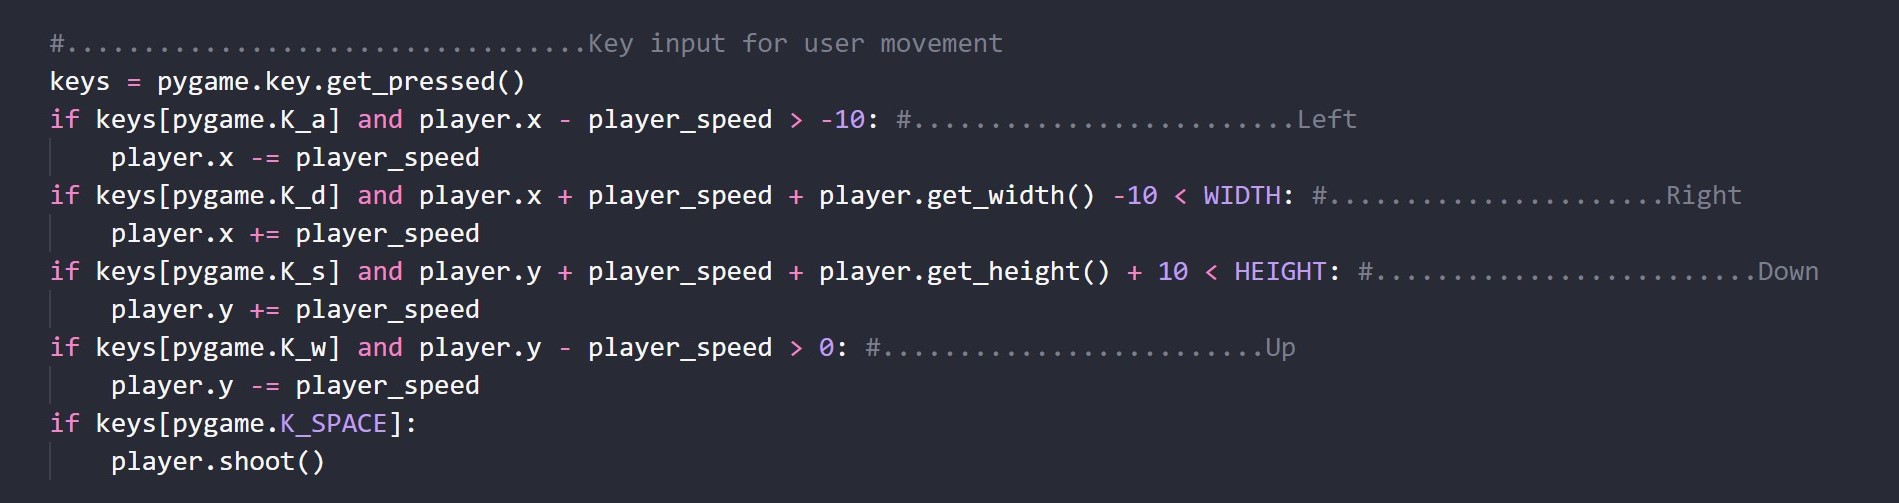 #..................................Key input for user movement
keys = pygame.key.get_pressed()
if keys[pygame.K_a] and player.x - player_speed > -10: #.........................Left
    player.x -= player_speed
if keys[pygame.K_d] and player.x + player_speed + player.get_width() -10 < WIDTH: #......................Right
    player.x += player_speed
if keys[pygame.K_s] and player.y + player_speed + player.get_height() + 10 < HEIGHT: #.........................Down
    player.y += player_speed
if keys[pygame.K_w] and player.y - player_speed > 0: #.........................Up
    player.y -= player_speed
if keys[pygame.K_SPACE]:
    player.shoot()